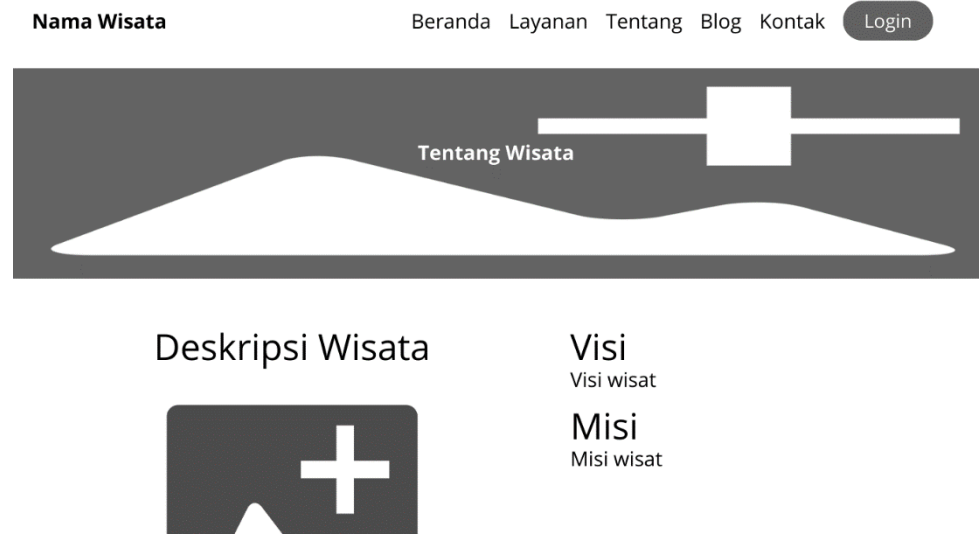 Nama Wisata Beranda Layanan Tentang Blog Kontak Login
Tentang Wisata
Deskripsi Wisata
Visi
Visi wisat
Misi
Misi wisat